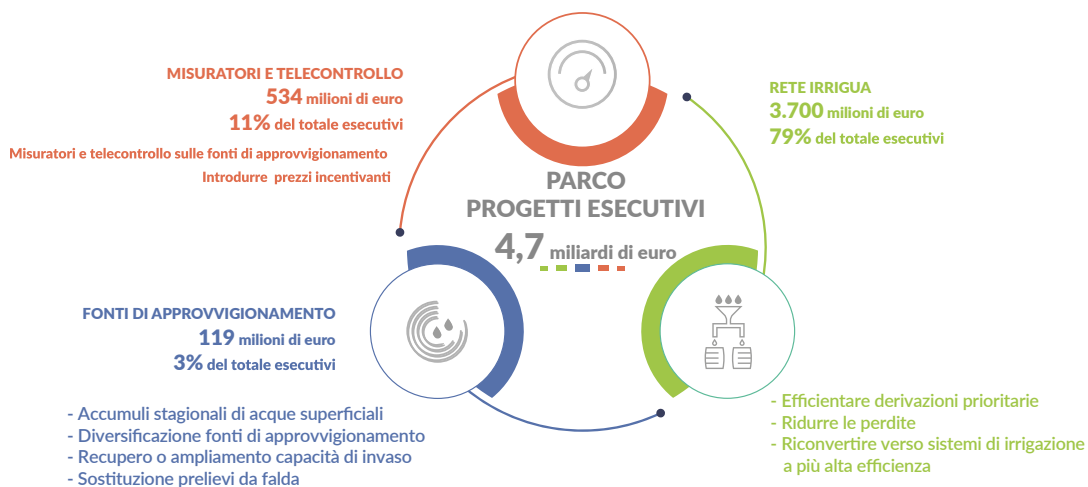 MISURATORI E TELECONTROLLO
534 milioni di euro
11% del totale esecutivi
Misuratori e telecontrollo sulle fonti di approvvigionamento
Introdurre prezzi incentivanti
RETE IRRIGUA
3.700 milioni di euro
79% del totale esecutivi
PARCO
PROGETTI ESECUTIVI
4,7 miliardi di euro
FONTI DI APPROVVIGIONAMENTO
119 milioni di euro
3% del totale esecutivi
- Accumuli stagionali di acque superficiali
- Diversificazione fonti di approvvigionamento
- Recupero o ampliamento capacità di invaso
- Sostituzione prelievi da falda
- Efficientare derivazioni prioritarie
- Ridurre le perdite
- Riconvertire verso sistemi di irrigazione
a più alta efficienza